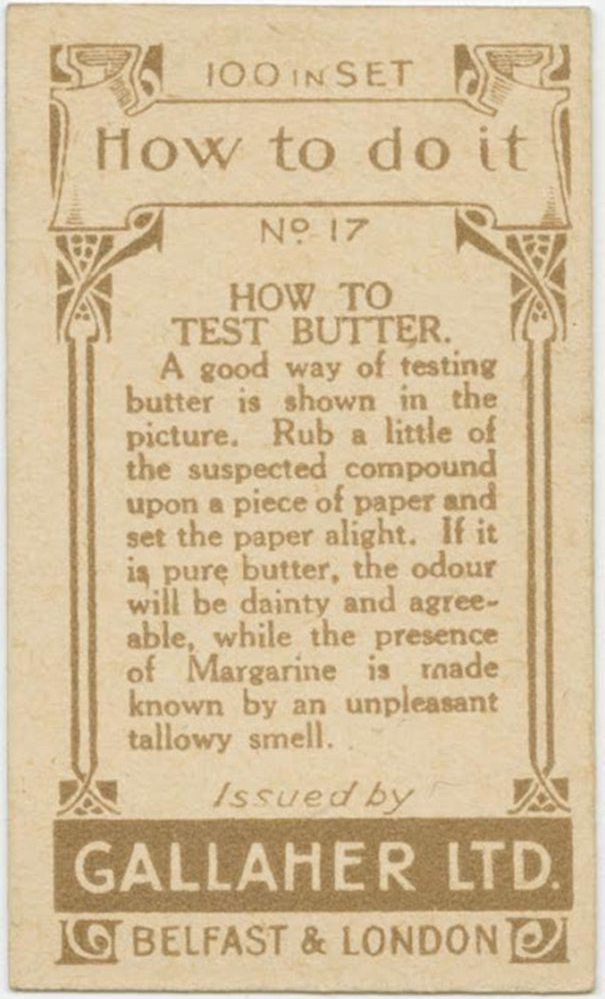 100 IN SET
How to do it
Nº 17
HOW TO
TEST BUTTER.
A good way of testing
butter is shown in the
picture. Rub a little of
the suspected compound
upon a piece of paper and
set the paper alight. If it
is pure butter, the odour
will be dainty and agree-
able, while the presence
of Margarine is made
known by an unpleasant
tallowy smell.
Issued by
GALLAHER LTD.
BELFAST & LONDON